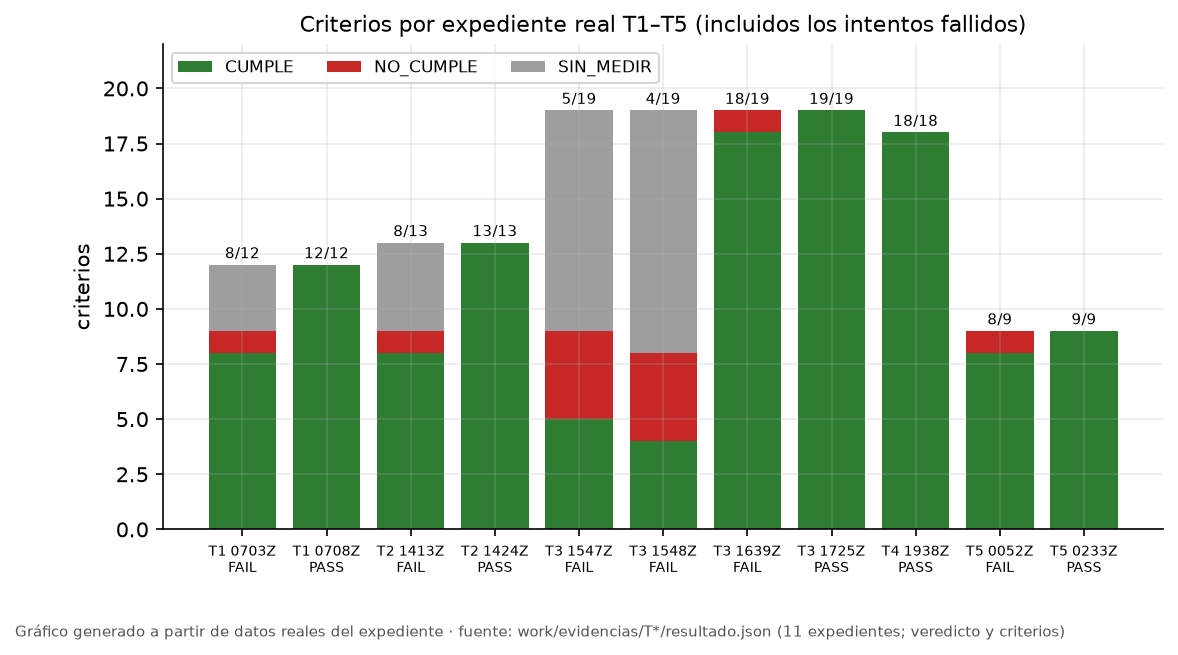 Criterios por expediente real T1–T5 (incluidos los intentos fallidos)
CUMPLE NO_CUMPLE SIN_MEDIR
criterios
20.0
17.5
15.0
12.5
10.0
7.5
5.0
2.5
0.0
8/12 12/12 8/13 13/13 5/19 4/19 18/19 19/19 18/18 8/9 9/9
T1 0703Z T1 0708Z T2 1413Z T2 1424Z T3 1547Z T3 1548Z T3 1639Z T3 1725Z T4 1938Z T5 0052Z T5 0233Z
FAIL PASS FAIL PASS FAIL FAIL FAIL PASS PASS FAIL PASS
Gráfico generado a partir de datos reales del expediente · fuente: work/evidencias/T*/resultado.json (11 expedientes; veredicto y criterios)